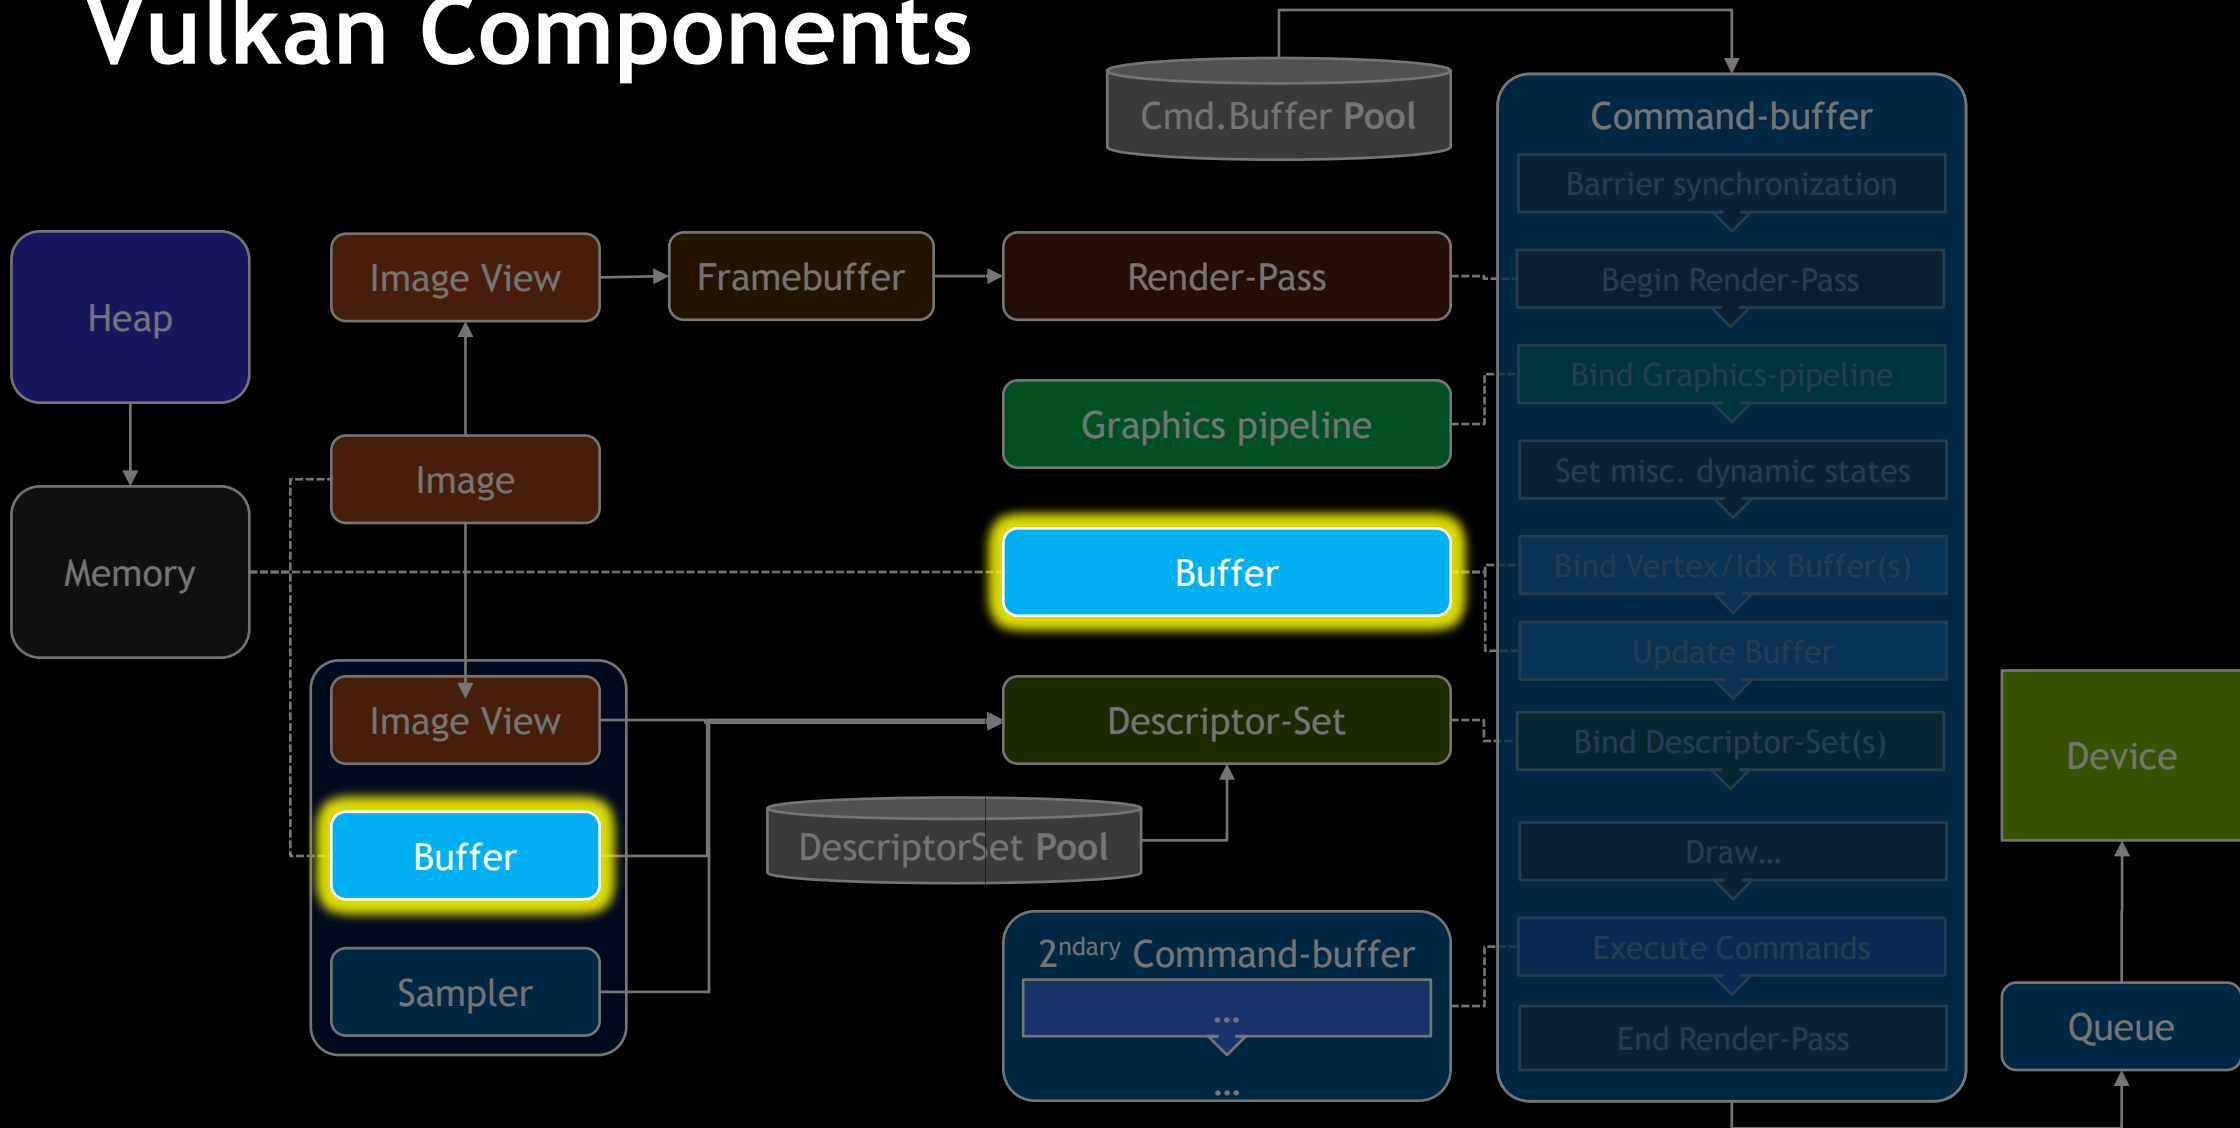 Vulkan Components
Cmd.Buffer Pool
Command-buffer
Barrier synchronization
Heap
Image View
Framebuffer
Render-Pass
Begin Render-Pass
Graphics pipeline
Bind Graphics-pipeline
Image
Set misc. dynamic states
Memory
Buffer
Bind Vertex/Idx Buffer(s)
Update Buffer
Image View
Descriptor-Set
Bind Descriptor-Set(s)
Device
Buffer
DescriptorSet Pool
Draw...
2ndary Command-buffer
Execute Commands
Sampler
...
Queue
End Render-Pass
...